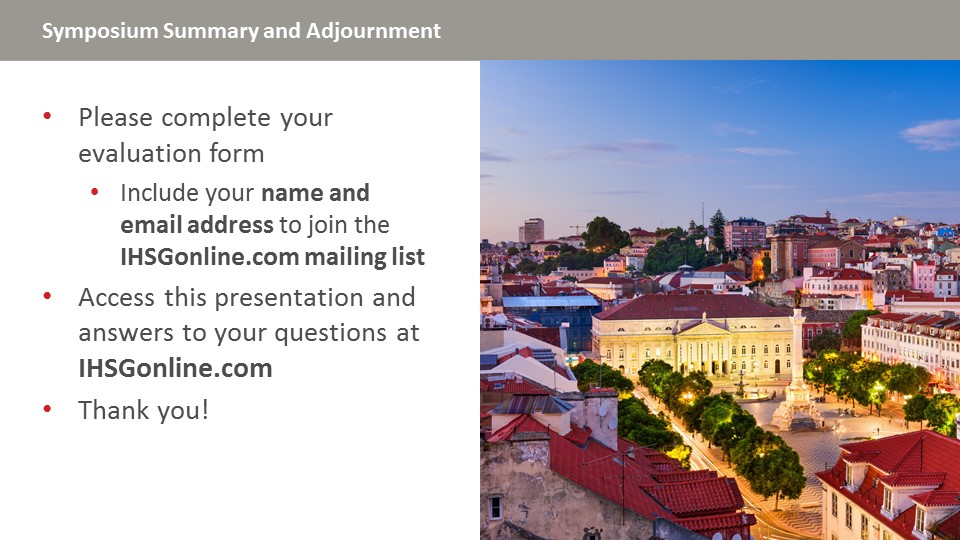 Symposium Summary and Adjournment
• Please complete your
evaluation form
• Include your name and
email address to join the
IHSGonline.com mailing list
• Access this presentation and
answers to your questions at
IHSGonline.com
• Thank you!